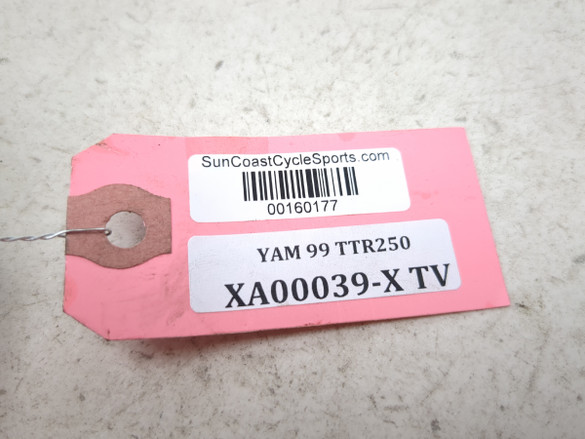 SunCoastCycleSports.com
00160177
YAM 99 TTR250
XA00039-X TV